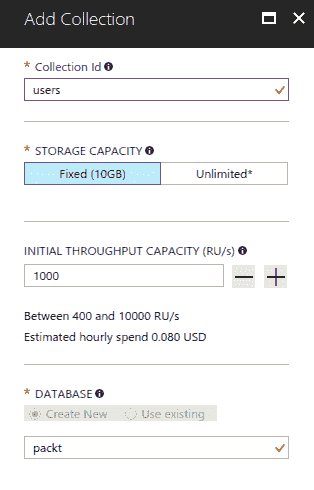 Add Collection
* Collection Id
users
* STORAGE CAPACITY
Fixed (10GB) Unlimited*
INITIAL THROUGHPUT CAPACITY (RU/s)
1000
Between 400 and 10000 RU/s
Estimated hourly spend 0.080 USD
* DATABASE
Create New Use existing
packt